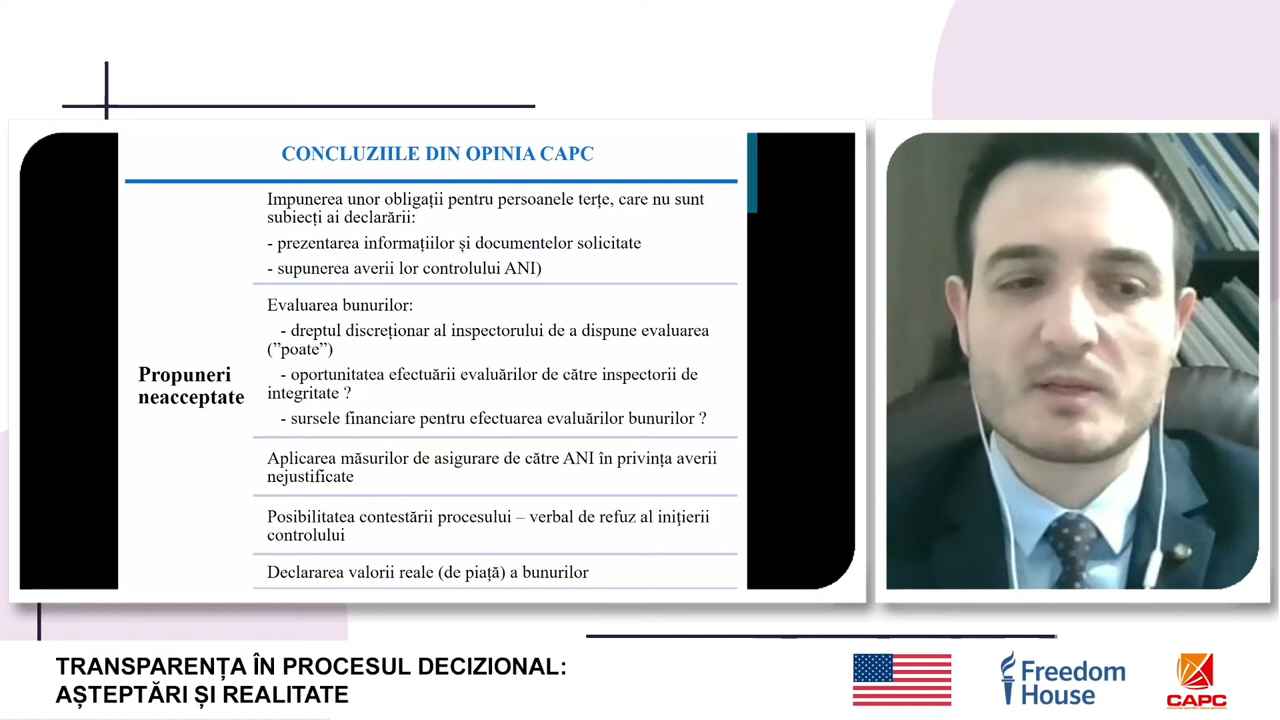 CONCLUZIILE DIN OPINIA CAPC
Impunerea unor obligații pentru persoanele terțe, care nu sunt
subiecți ai declarării:
- prezentarea informațiilor și documentelor solicitate
- supunerea averii lor controlului ANI)
Evaluarea bunurilor:
- dreptul discreționar al inspectorului de a dispune evaluarea
("poate")
- oportunitatea efectuării evaluărilor de către inspectorii de
integritate ?
- sursele financiare pentru efectuarea evaluărilor bunurilor ?
Propuneri
neacceptate
Aplicarea măsurilor de asigurare de către ANI în privința averii
nejustificate
Posibilitatea contestării procesului – verbal de refuz al inițierii
controlului
Declararea valorii reale (de piață) a bunurilor
TRANSPARENȚA ÎN PROCESUL DECIZIONAL:
AȘTEPTĂRI ȘI REALITATE
Freedom
House
CAPC